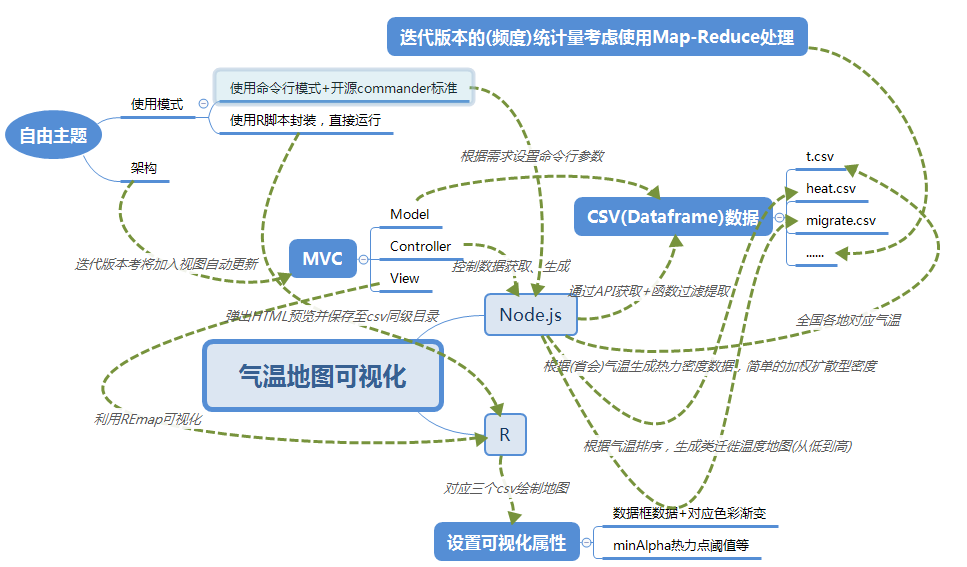 迭代版本的(频度)统计量考虑使用Map-Reduce处理
使用命令行模式+开源commander标准
使用模式
使用R脚本封装，直接运行
自由主题
架构
根据需求设置命令行参数
t.csv
heat.csv
migrate.csv
......
CSV(Dataframe)数据
Model
Controller
View
MVC
迭代版本考将加入视图自动更新
控制数据获取、生成
通过API获取+函数过滤提取
弹出HTML预览并保存至csv同级目录
Node.js
全国各地对应气温
气温地图可视化
根据(省会)气温生成热力密度数据，简单的加权扩散型密度
利用REmap可视化
R
根据气温排序，生成类迁徙温度地图(从低到高)
对应三个csv绘制地图
数据框数据+对应色彩渐变
设置可视化属性
minAlpha热力点阈值等